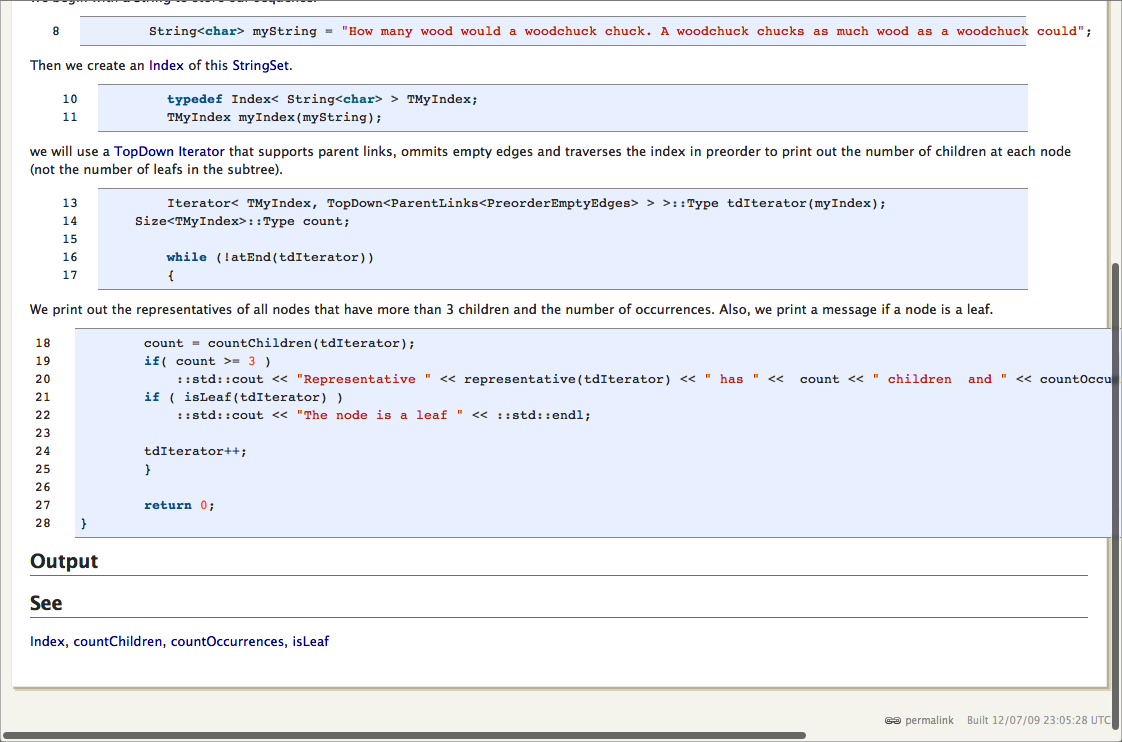 8 String<char> myString = "How many wood would a woodchuck chuck. A woodchuck chucks as much wood as a woodchuck could";
Then we create an Index of this StringSet.
10 typedef Index< String<char> > TMyIndex;
11 TMyIndex myIndex(myString);
we will use a TopDown Iterator that supports parent links, ommits empty edges and traverses the index in preorder to print out the number of children at each node
(not the number of leafs in the subtree).
13 Iterator< TMyIndex, TopDown<ParentLinks<PreorderEmptyEdges> > >::Type tdIterator(myIndex);
14 Size<TMyIndex>::Type count;
15
16 while (!atEnd(tdIterator))
17 {
We print out the representatives of all nodes that have more than 3 children and the number of occurrences. Also, we print a message if a node is a leaf.
18 count = countChildren(tdIterator);
19 if( count >= 3 )
20 ::std::cout << "Representative " << representative(tdIterator) << " has " <<  count << " children  and " << countOccu
21 if ( isLeaf(tdIterator) )
22 ::std::cout << "The node is a leaf " << ::std::endl;
23
24 tdIterator++;
25 }
26
27 return 0;
28 }
Output
See
Index, countChildren, countOccurrences, isLeaf
permalink Built 12/07/09 23:05:28 UTC